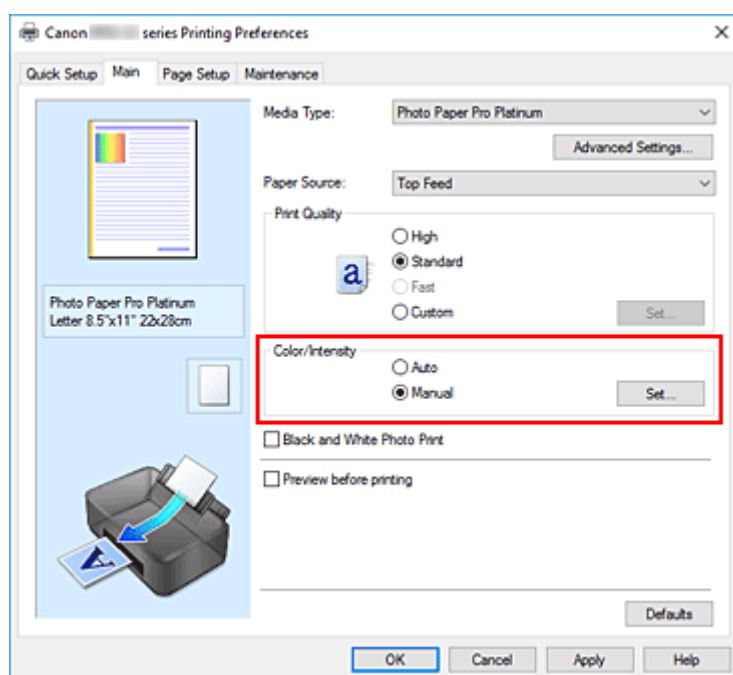 Canon series Printing Preferences
Quick Setup Main Page Setup Maintenance
Media Type: Photo Paper Pro Platinum
Advanced Settings...
Paper Source: Top Feed
Print Quality
High
a
Standard
Fast
Custom Set...
Photo Paper Pro Platinum
Letter 8.5"x11" 22x28cm
Color/Intensity
Auto
Manual Set...
Black and White Photo Print
Preview before printing
A
Defaults
OK Cancel Apply Help